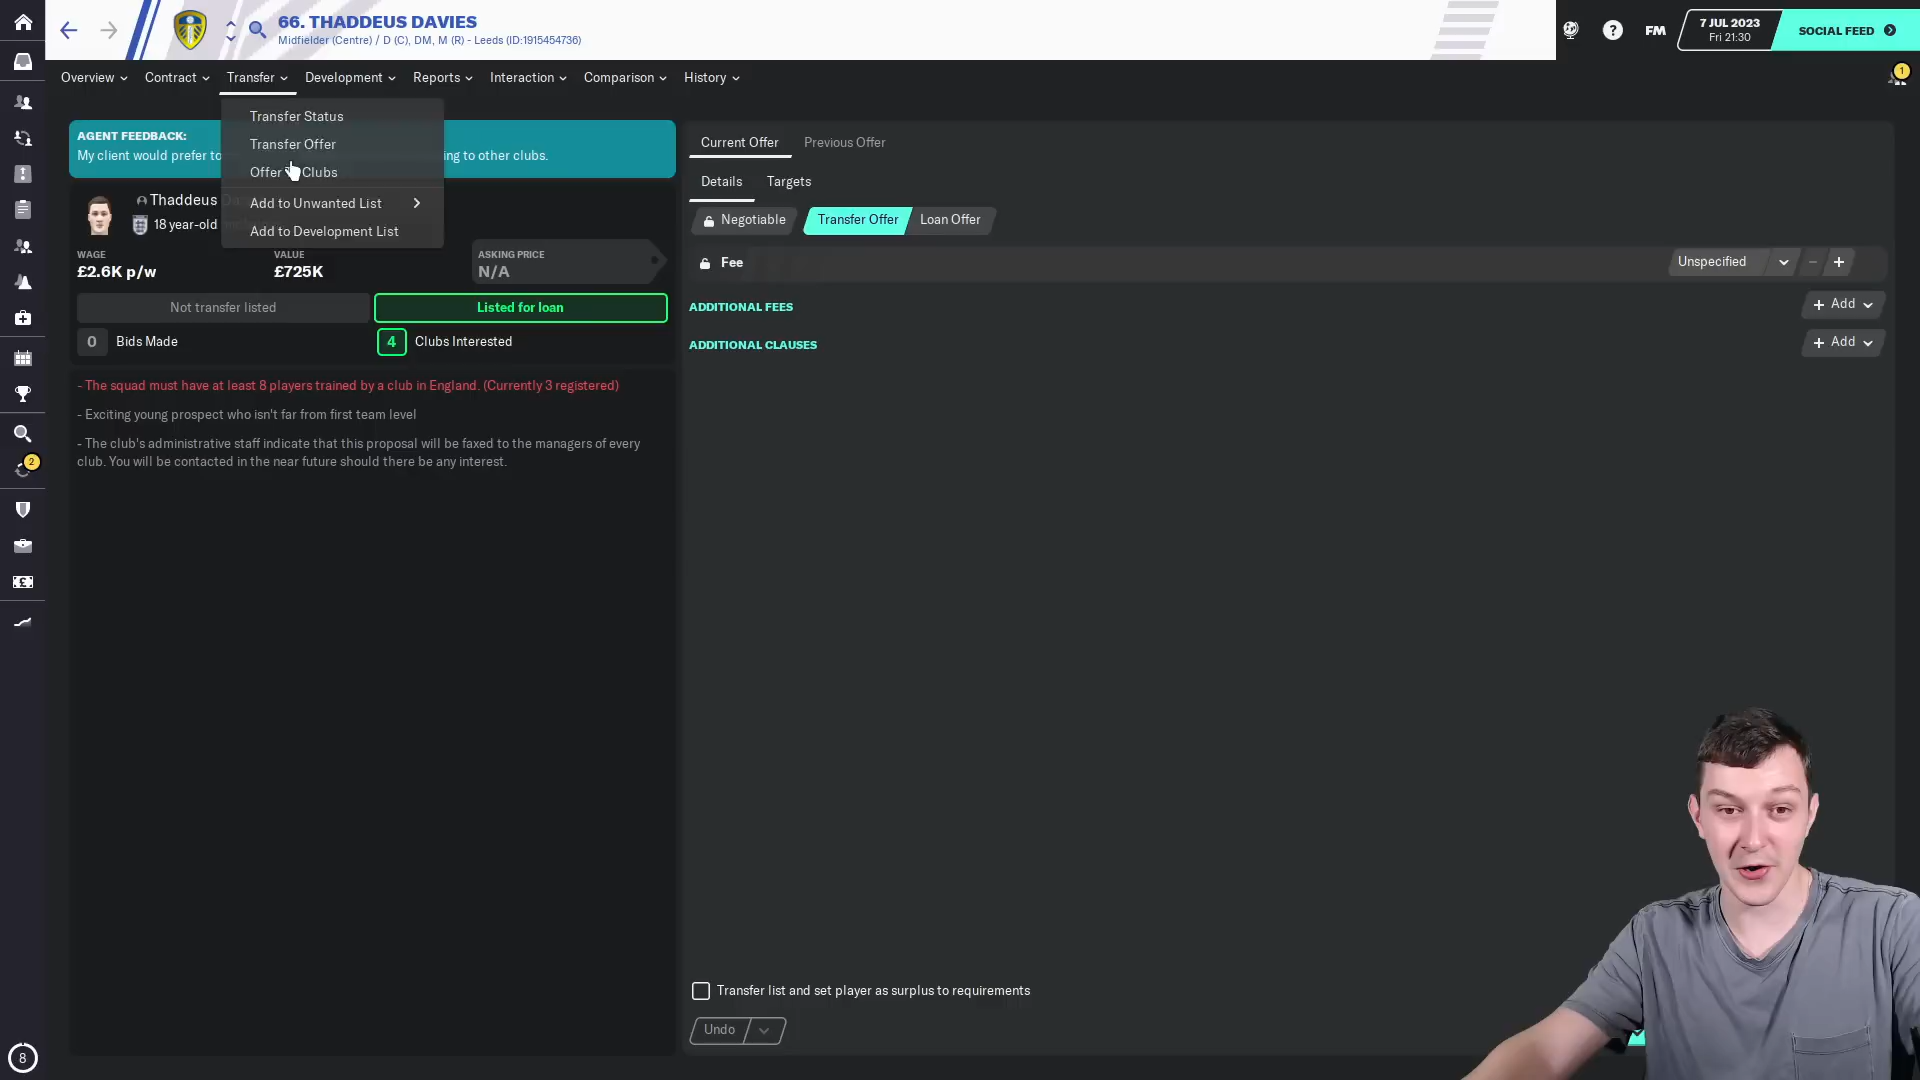 66. THADDEUS DAVIES
Midfielder (Centre) / D (C), DM, M (R) - Leeds (ID:1915454736)
FM
7 JUL 2023
Fri 21:30
SOCIAL FEED
Overview
Contract
Transfer
Development
Reports
Interaction
Comparison
History
1
Transfer Status
Transfer Offer
Offer Clubs
Add to Unwanted List
Add to Development List
AGENT FEEDBACK:
My client would prefer to ing to other clubs.
Thaddeus
18 year-old
WAGE
£2.6K p/w
VALUE
£725K
ASKING PRICE
N/A
Not transfer listed
Listed for loan
0 Bids Made
4 Clubs Interested
- The squad must have at least 8 players trained by a club in England. (Currently 3 registered)
- Exciting young prospect who isn't far from first team level
- The club's administrative staff indicate that this proposal will be faxed to the managers of every
club. You will be contacted in the near future should there be any interest.
Current Offer
Previous Offer
Details
Targets
Negotiable
Transfer Offer
Loan Offer
Fee
Unspecified
ADDITIONAL FEES
Add
ADDITIONAL CLAUSES
Add
Transfer list and set player as surplus to requirements
Undo
2
8